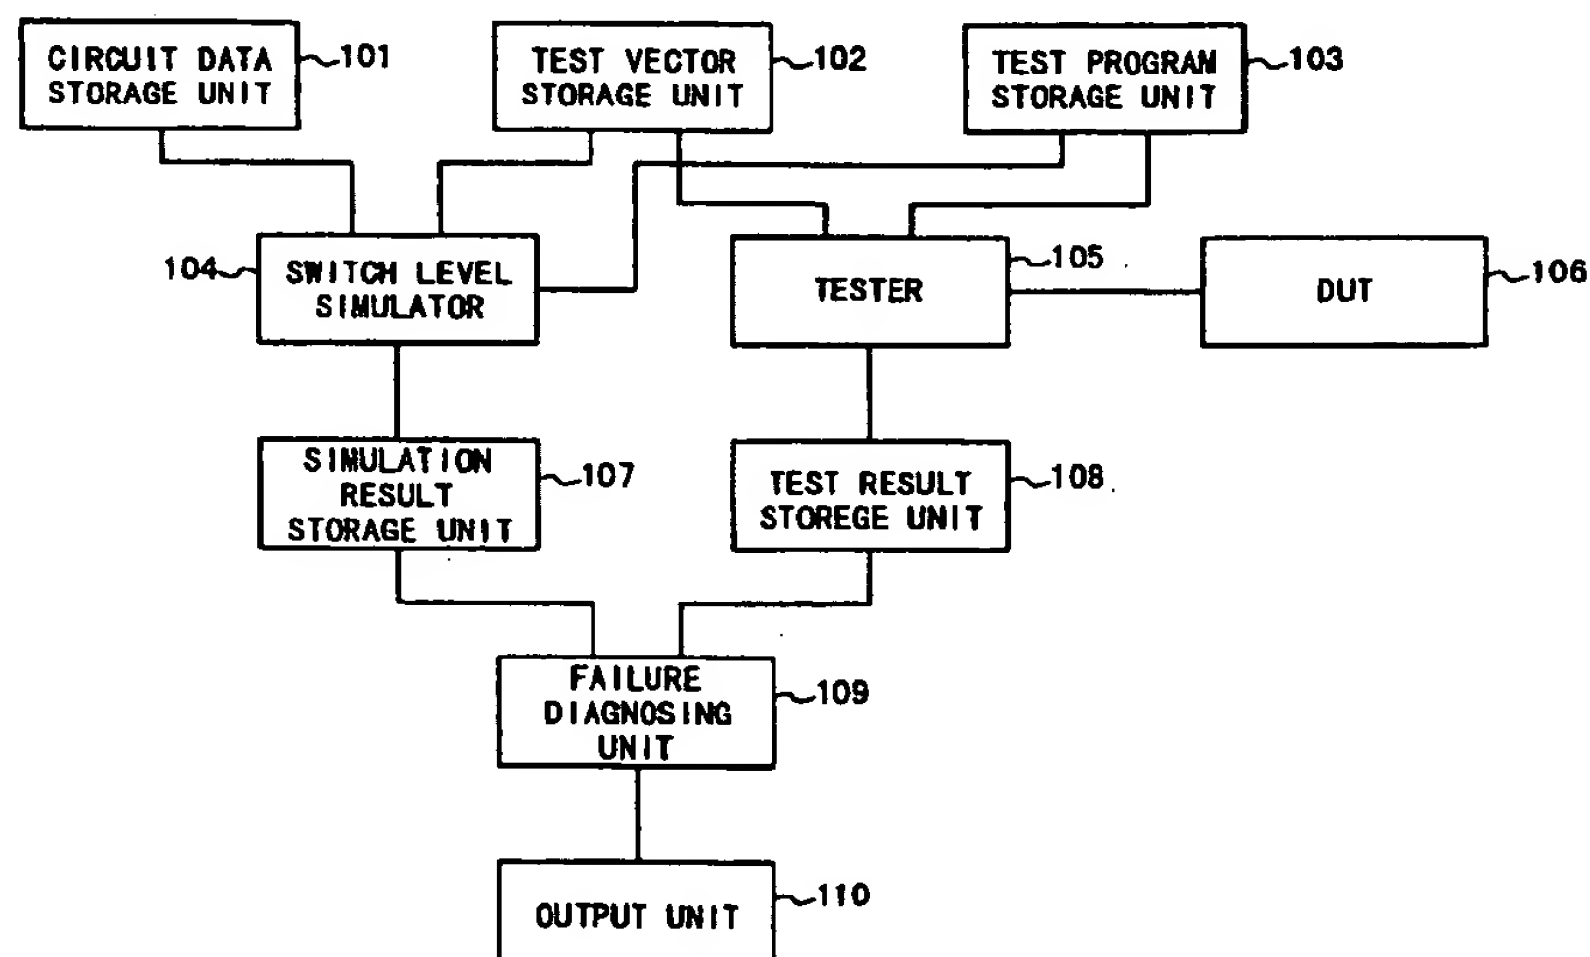 CIRCUIT DATA
STORAGE UNIT
101
TEST VECTOR
STORAGE UNIT
102
TEST PROGRAM
STORAGE UNIT
103
104
SWITCH LEVEL
SIMULATOR
TESTER
105
DUT
106
SIMULATION
RESULT
STORAGE UNIT
107
TEST RESULT
STOREGE UNIT
108
FAILURE
DIAGNOSING
UNIT
109
OUTPUT UNIT
110